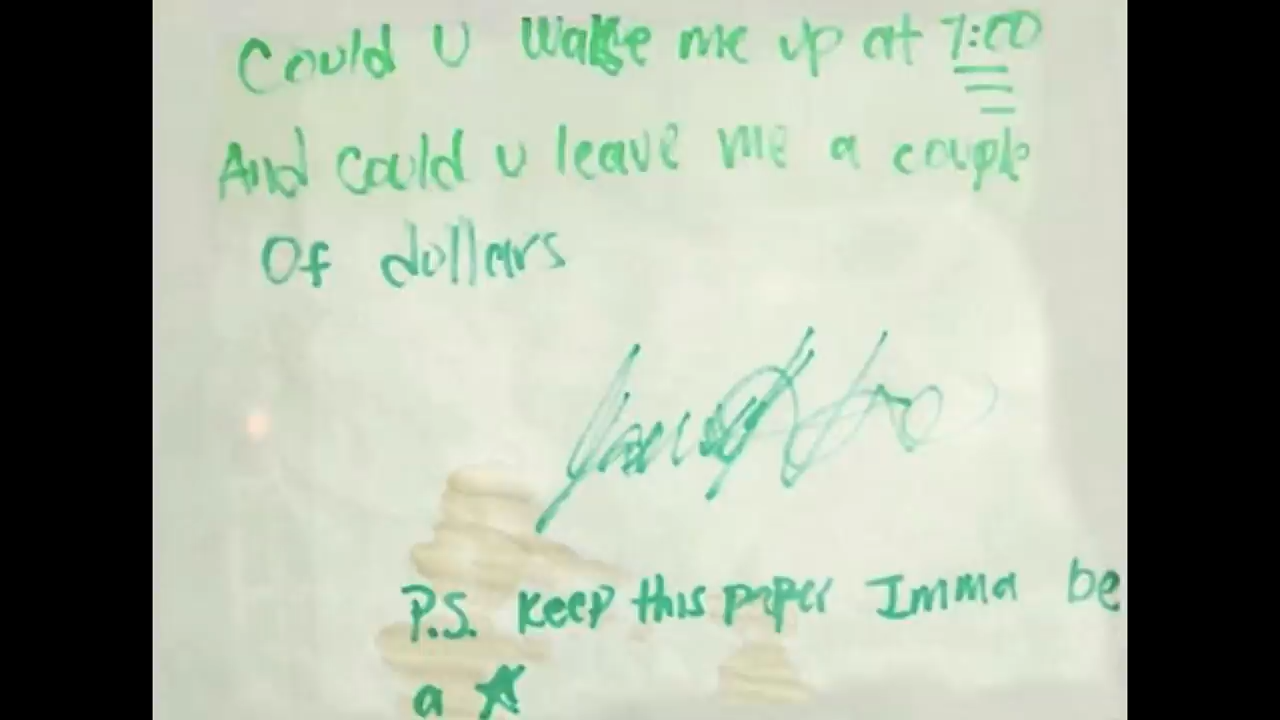 Could U Wake me up at 7:00
And Could u leave me a couple
Of dollars
P.S. Keep this paper Imma be
a